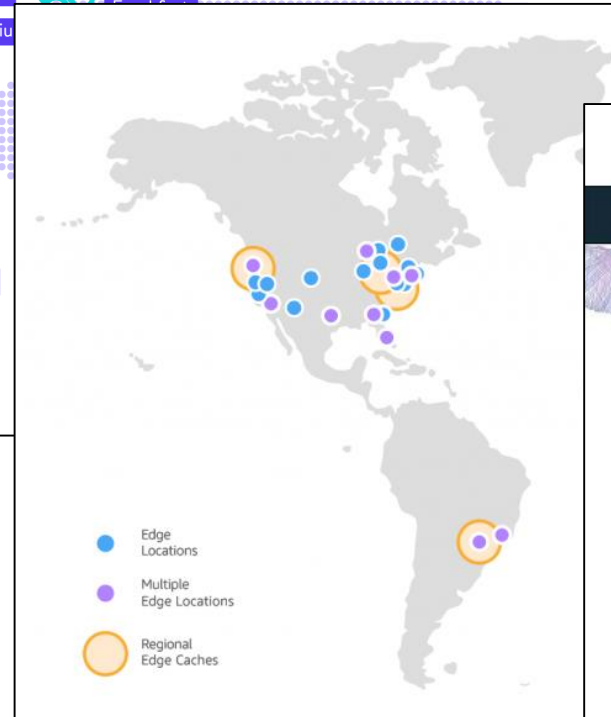 Edge
Locations
Multiple
Edge Locations
Regional
Edge Caches